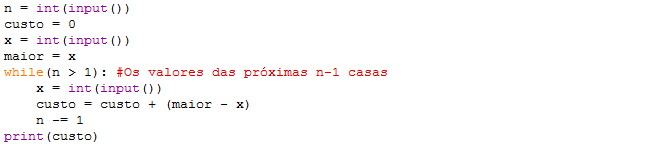 n = int(input())
custo = 0
x = int(input())
maior = x
while(n > 1): #Os valores das próximas n-1 casas
    x = int(input())
    custo = custo + (maior - x)
    n -= 1
print(custo)